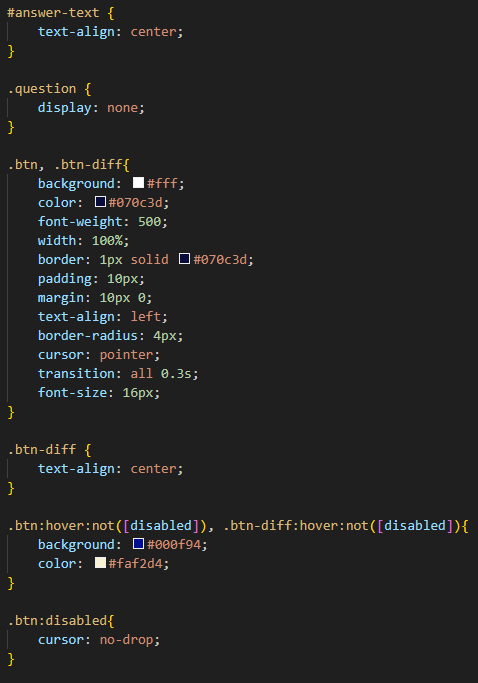 #answer-text {
    text-align: center;
}

.question {
    display: none;
}

.btn, .btn-diff{
    background: #fff;
    color: #070c3d;
    font-weight: 500;
    width: 100%;
    border: 1px solid #070c3d;
    padding: 10px;
    margin: 10px 0;
    text-align: left;
    border-radius: 4px;
    cursor: pointer;
    transition: all 0.3s;
    font-size: 16px;
}

.btn-diff {
    text-align: center;
}

.btn:hover:not([disabled]), .btn-diff:hover:not([disabled]){
    background: #000f94;
    color: #faf2d4;
}

.btn:disabled{
    cursor: no-drop;
}